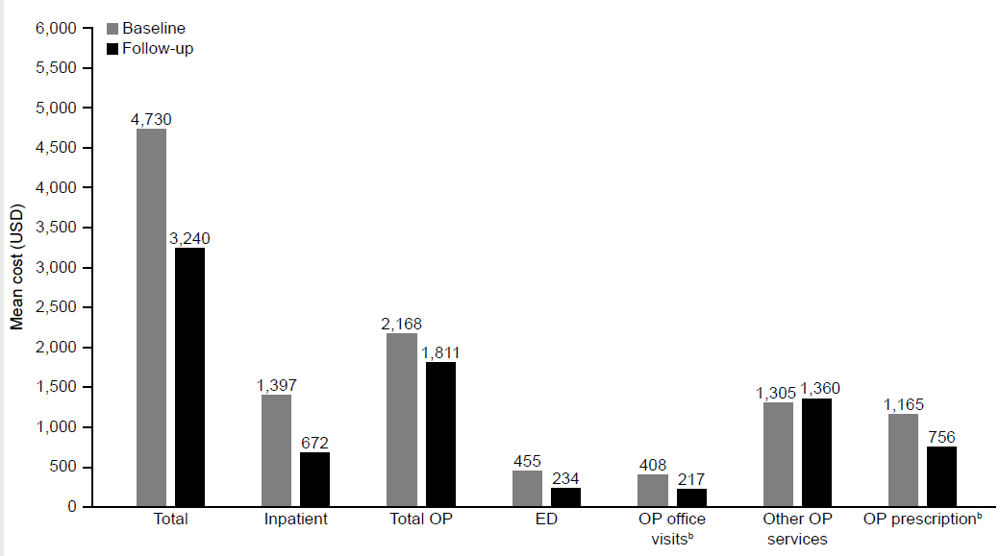 6,000
5,500
5,000
4,500
4,000
3,500
3,000
2,500
2,000
1,500
1,000
500
0
Mean cost (USD)
Baseline
Follow-up
4,730
3,240
1,397
672
2,168
1,811
455
234
408
217
1,305
1,360
1,165
756
Total
Inpatient
Total OP
ED
OP office
visitsᵇ
Other OP
services
OP prescriptionᵇ